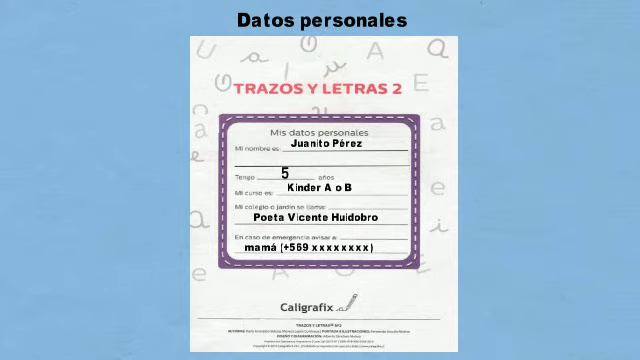 Datos personales
TRAZOS Y LETRAS 2
Mis datos personales
Mi nombre es: Juanito Pérez
Tengo 5 años
Mi curso es: Kinder A o B
Mi colegio o jardín se llama:
Poeta Vicente Huidobro
En caso de emergencia avisar a:
mamá (+569 xxxxxxxx)
Caligrafix
TRAZOS Y LETRAS® Nº2